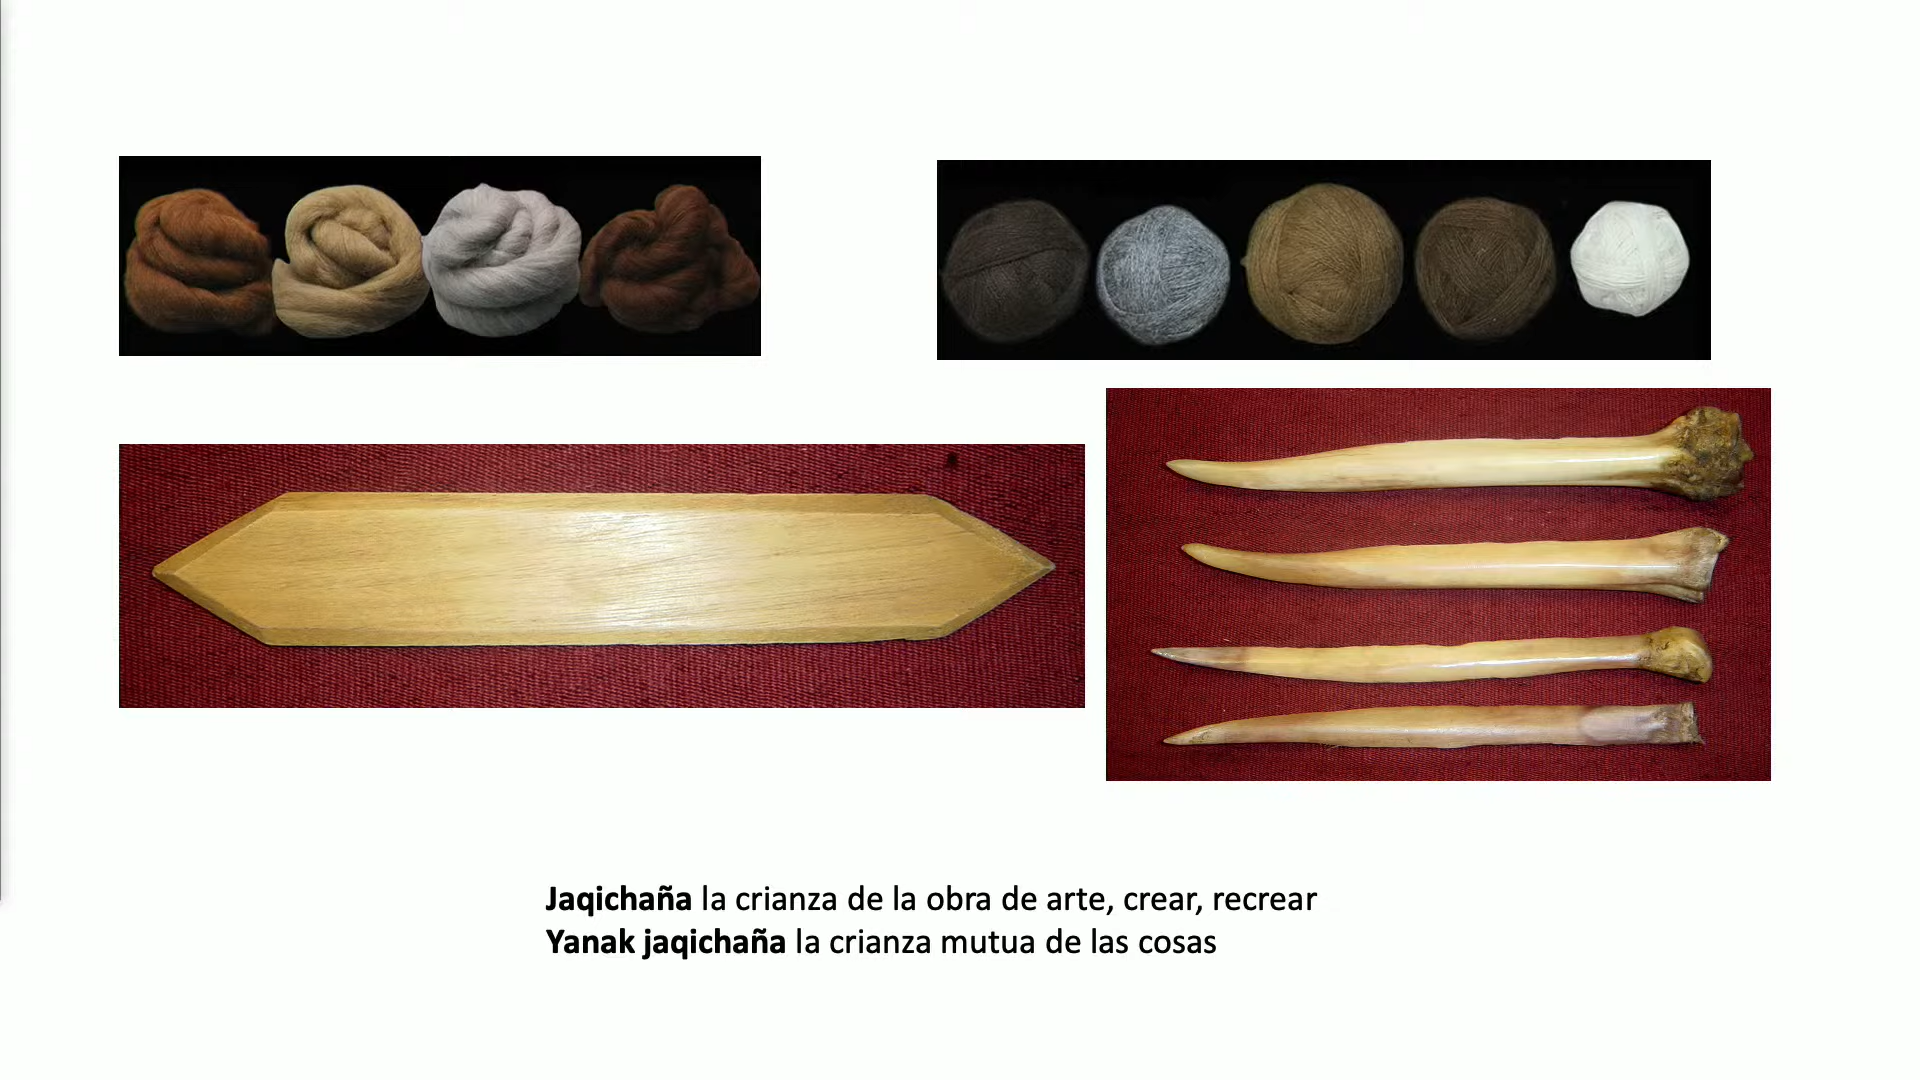 Jaqichaña la crianza de la obra de arte, crear, recrear
Yanak jaqichaña la crianza mutua de las cosas